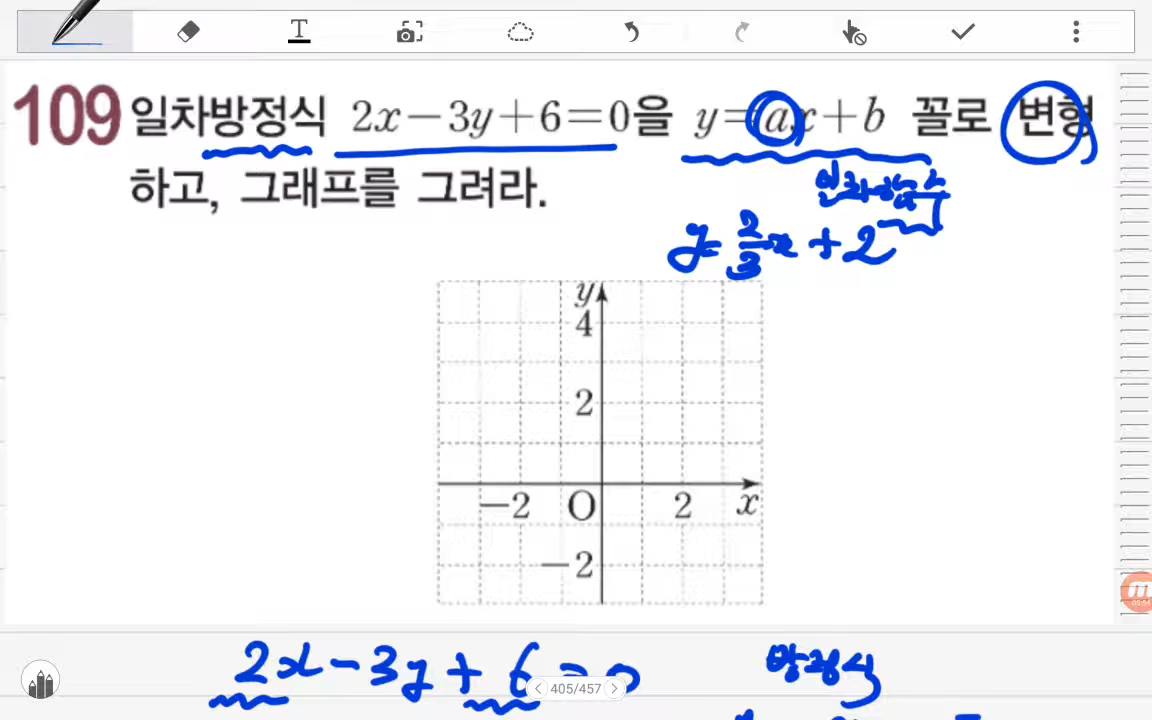 T
109 일차방정식 2x-3y+6=0을 y=ax+b 꼴로 변형
하고, 그래프를 그려라.
일차함수
y=2/3x+2
y
4
2
-2 O 2 x
-2
05:54
2x-3y+6=0 방정식
405/457